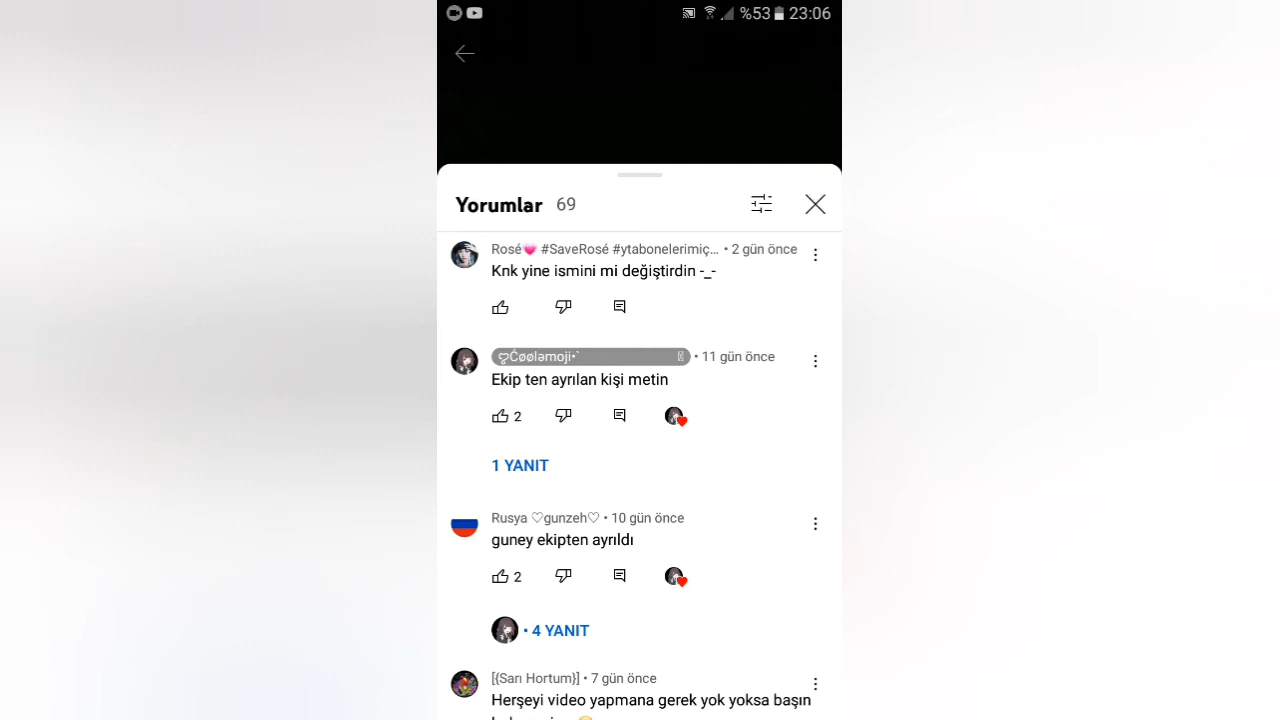 %53 23:06
Yorumlar 69
Rosé💗 #SaveRosé #ytabonelerimiç... • 2 gün önce
Knk yine ismini mi değiştirdin -_-
ღĆøøləmoji•` • 11 gün önce
Ekip ten ayrılan kişi metin
2
1 YANIT
Rusya ♡gunzeh♡ • 10 gün önce
guney ekipten ayrıldı
2
• 4 YANIT
[{Sarı Hortum}] • 7 gün önce
Herşeyi video yapmana gerek yok yoksa başın